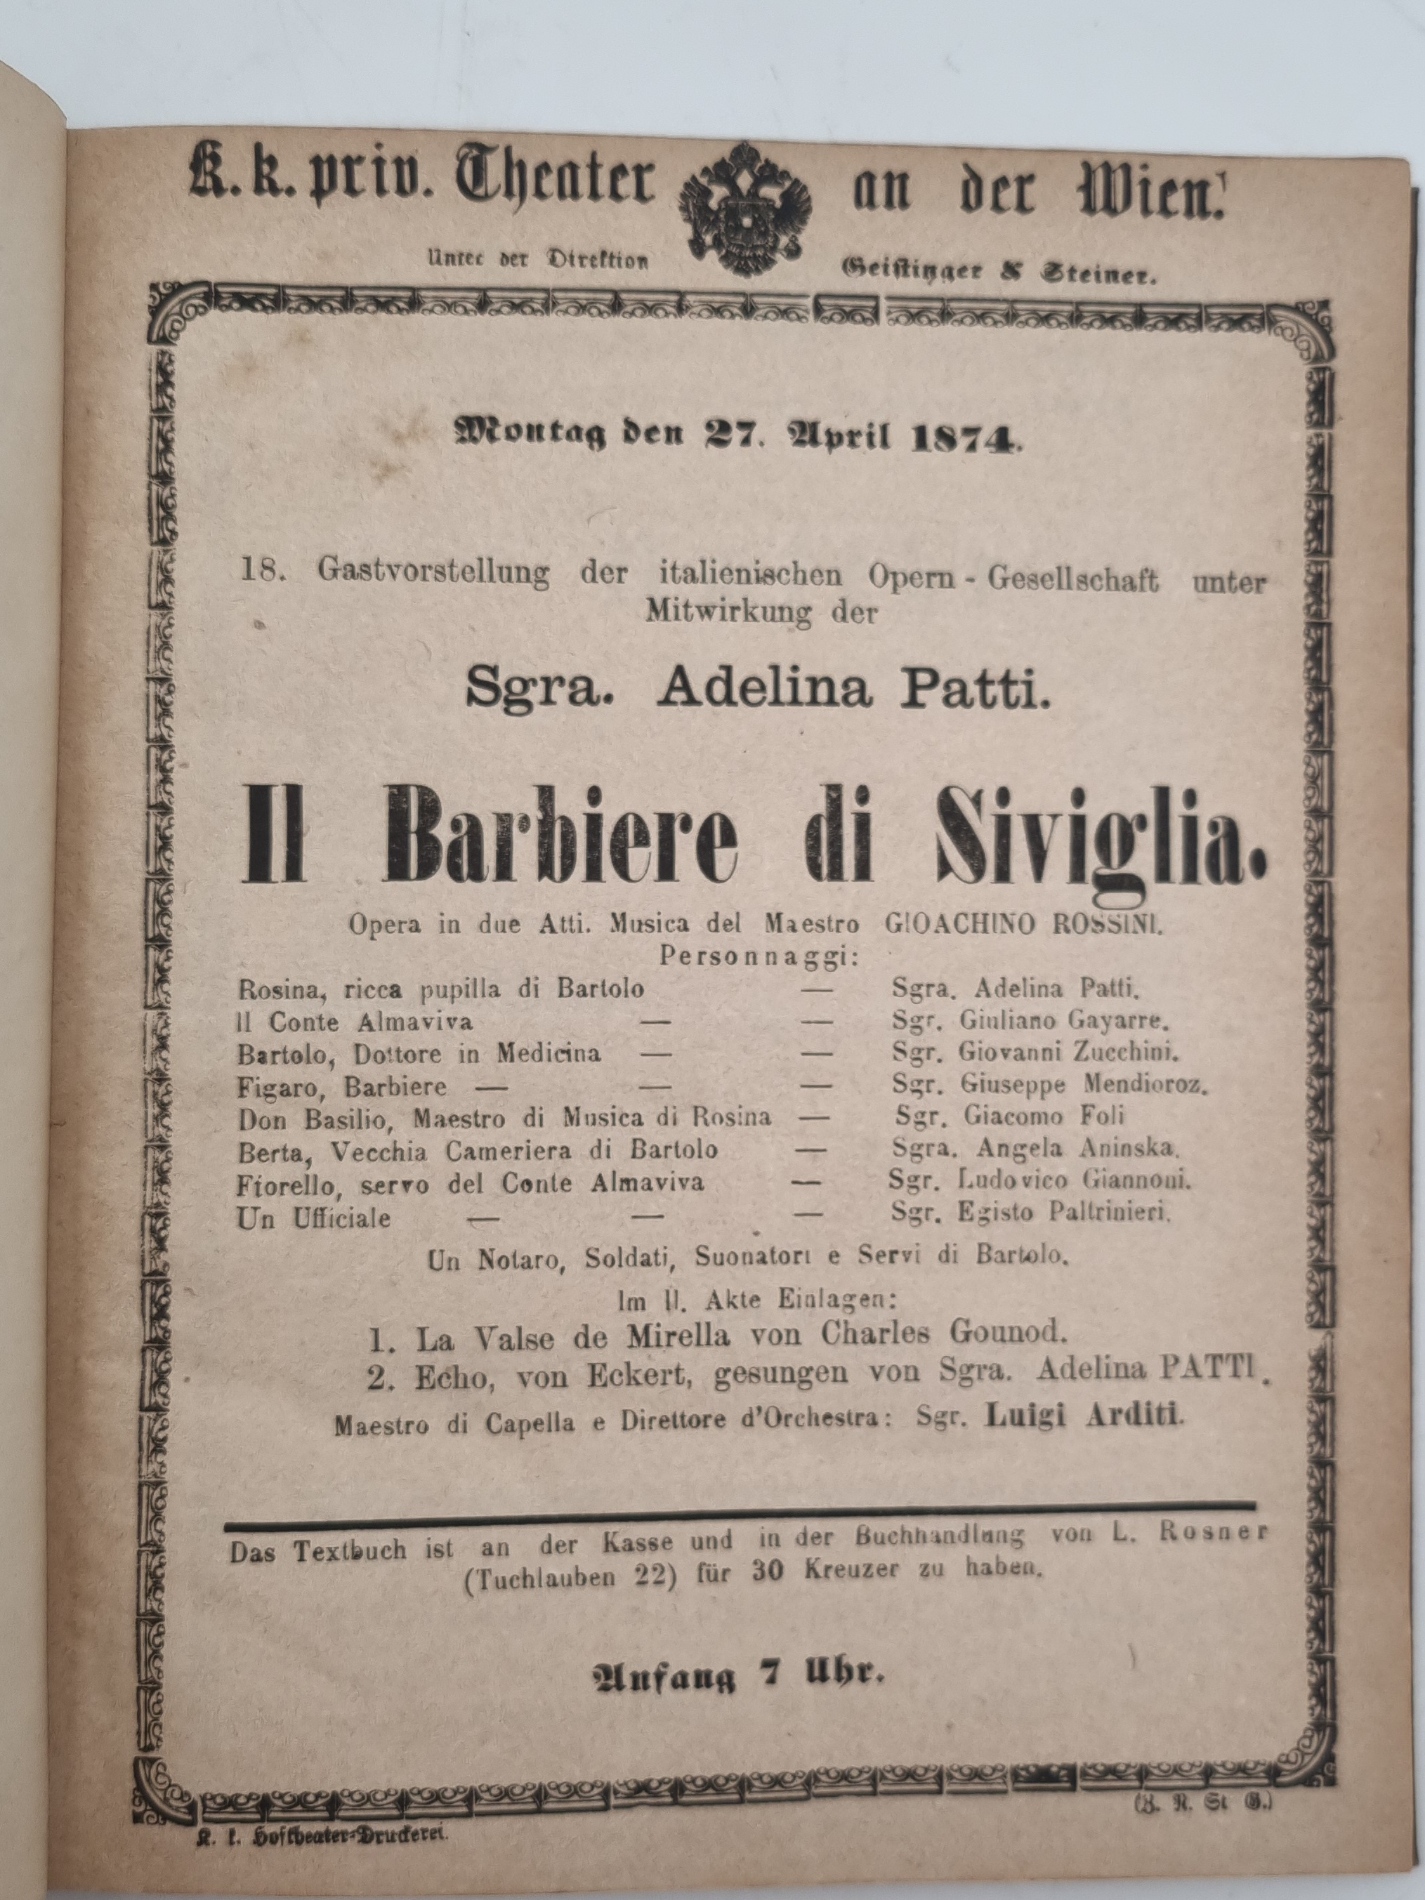 K. k. priv. Theater an der Wien.
Unter der Direktion Geistinger & Steiner.
Montag den 27. April 1874.
18. Gastvorstellung der italienischen Opern-Gesellschaft unter
Mitwirkung der
Sgra. Adelina Patti.
Il Barbiere di Siviglia.
Opera in due Atti. Musica del Maestro GIOACHINO ROSSINI.
Personnaggi:
Rosina, ricca pupilla di Bartolo — Sgra. Adelina Patti.
Il Conte Almaviva — — Sgr. Giuliano Gayarre.
Bartolo, Dottore in Medicina — — Sgr. Giovanni Zucchini.
Figaro, Barbiere — — — Sgr. Giuseppe Mendioroz.
Don Basilio, Maestro di Musica di Rosina — Sgr. Giacomo Foli
Berta, Vecchia Cameriera di Bartolo — Sgra. Angela Aninska.
Fiorello, servo del Conte Almaviva — Sgr. Ludovico Giannoni.
Un Ufficiale — — — Sgr. Egisto Paltrinieri.
Un Notaro, Soldati, Suonatori e Servi di Bartolo.
Im II. Akte Einlagen:
1. La Valse de Mirella von Charles Gounod.
2. Echo, von Eckert, gesungen von Sgra. Adelina PATTI.
Maestro di Capella e Direttore d'Orchestra: Sgr. Luigi Arditi.
Das Textbuch ist an der Kasse und in der Buchhandlung von L. Rosner
(Tuchlauben 22) für 30 Kreuzer zu haben.
Anfang 7 Uhr.
K. k. Hoftheater-Druckerei.